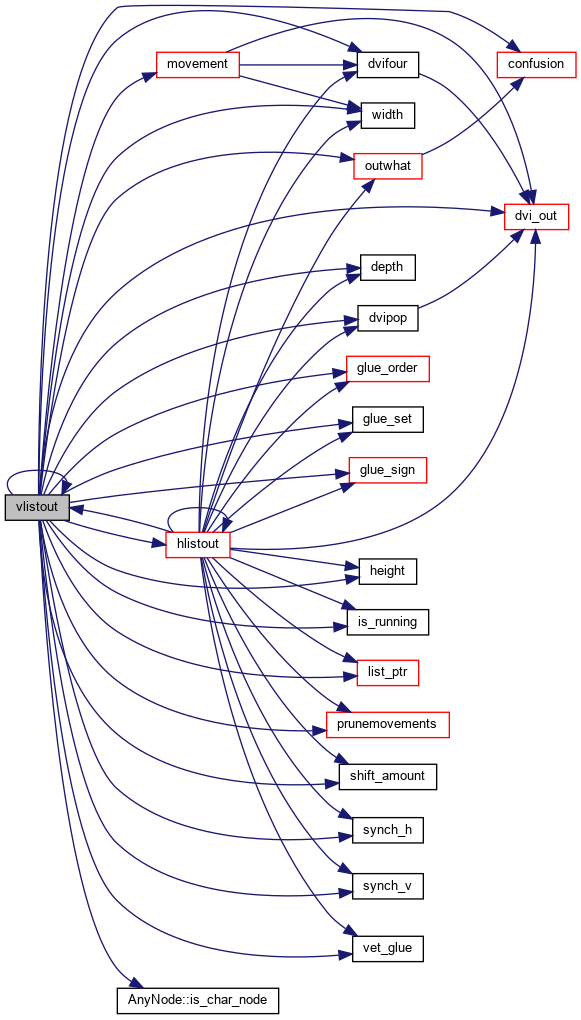 movement
dvifour
confusion
width
outwhat
dvi_out
depth
dvipop
glue_order
glue_set
glue_sign
vlistout
hlistout
height
is_running
list_ptr
prunemovements
shift_amount
synch_h
synch_v
vet_glue
AnyNode::is_char_node